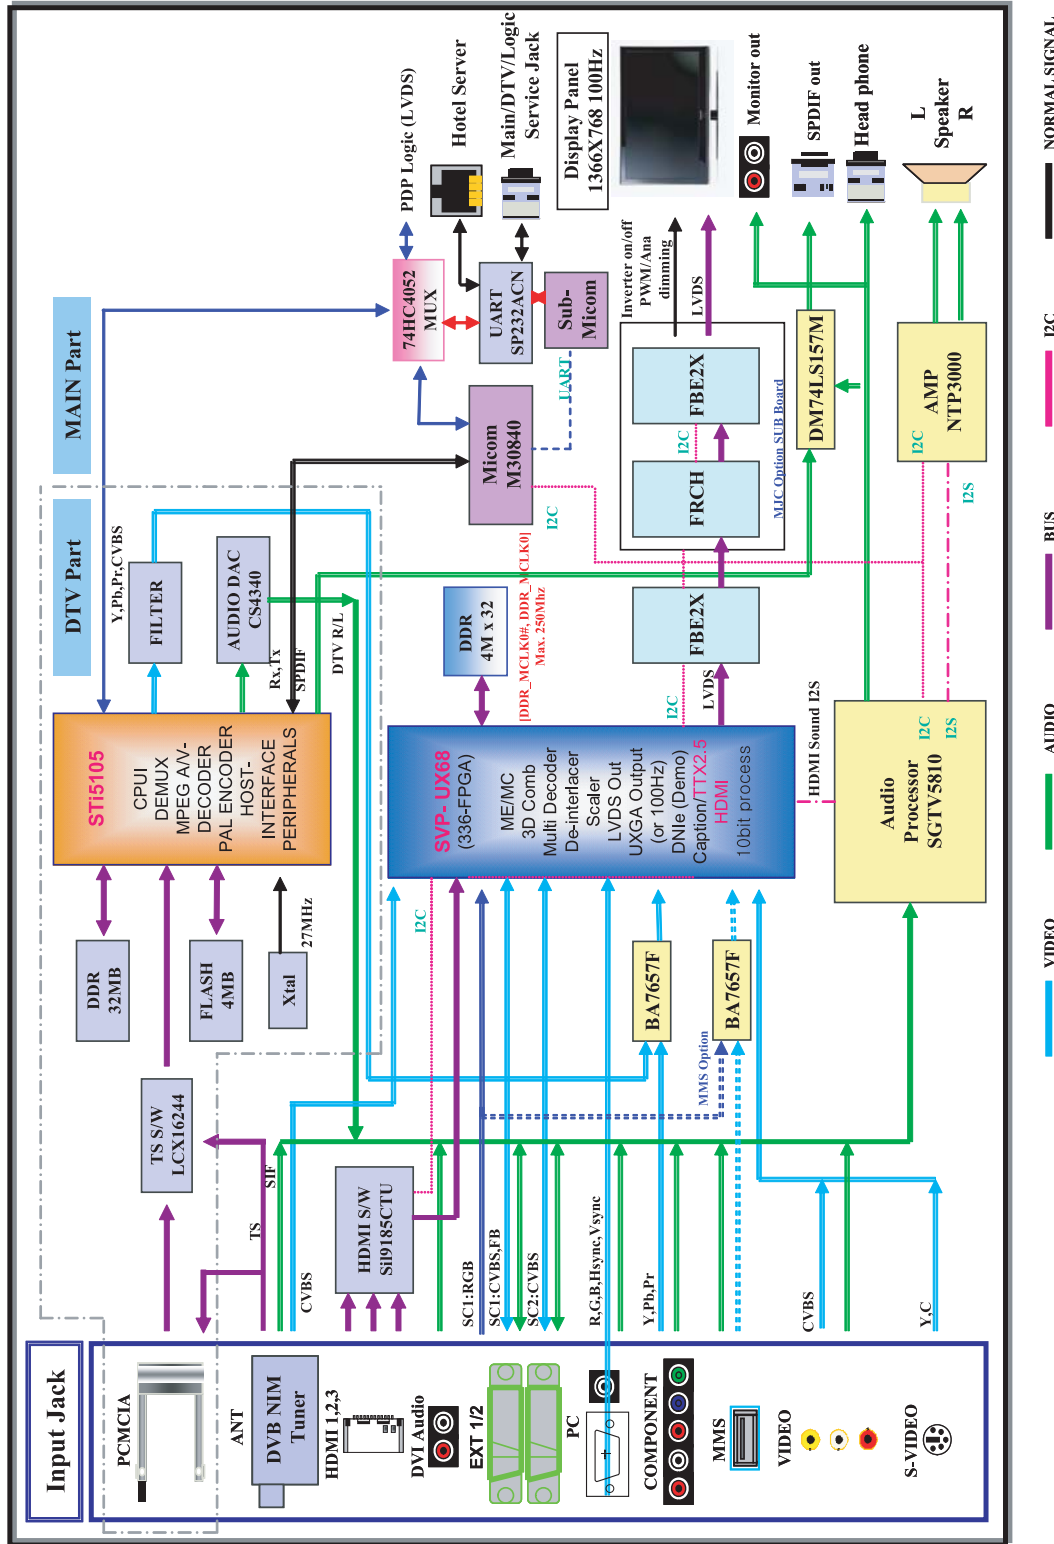 Input Jack
DTV Part
MAIN Part
PCMCIA
ANT
DVB NIM
Tuner
HDMI 1,2,3
DVI Audio
EXT 1/2
PC
COMPONENT
MMS
VIDEO
S-VIDEO
TS
SIF
CVBS
SC1:RGB
SC1:CVBS,FB
SC2:CVBS
R,G,B,Hsync,Vsync
Y,Pb,Pr
CVBS
Y,C
TS S/W
LCX16244
HDMI S/W
Sil9185CTU
DDR
32MB
FLASH
4MB
Xtal
27MHz
I2C
MMS Option
BA7657F
BA7657F
STi5105
CPUI
DEMUX
MPEG A/V-
DECODER
PAL ENCODER
HOST-
INTERFACE
PERIPHERALS
SVP- UX68
(336-FPGA)
ME/MC
3D Comb
Multi Decoder
De-interlacer
Scaler
LVDS Out
UXGA Output
(or 100Hz)
DNIe (Demo)
Caption/TTX2.5
HDMI
10bit process
HDMI Sound I2S
Audio
Processor
SGTV5810
I2C
I2S
Y,Pb,Pr,CVBS
FILTER
AUDIO DAC
CS4340
Rx,Tx
SPDIF
DTV R/L
DDR
4M x 32
[DDR_MCLK0#, DDR_MCLK0]
Max. 250Mhz
I2C
I2C
LVDS
FBE2X
FRCH
I2C
FBE2X
MJC Option SUB Board
Micom
M30840
I2C
UART
74HC4052
MUX
UART
SP232ACN
Sub-
Micom
PDP Logic (LVDS)
Hotel Server
Main/DTV/Logic
Service Jack
Display Panel
1366X768 100Hz
Inverter on/off
PWM/Ana
dimming
LVDS
DM74LS157M
AMP
NTP3000
I2C
I2S
Monitor out
SPDIF out
Head phone
L
Speaker
R
VIDEO
AUDIO
BUS
I2C
NORMAL SIGNAL